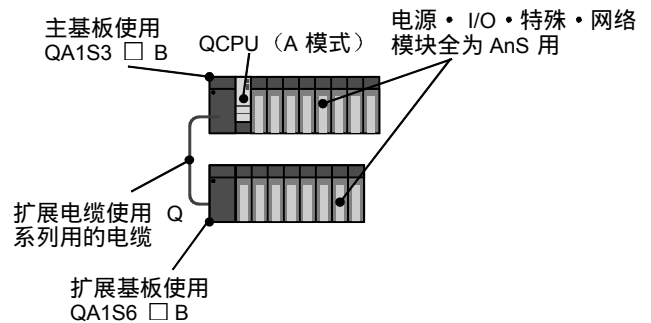 主基板使用
QA1S3 □ B
QCPU（A 模式）
电源・ I/O・特殊・网络
模块全为 AnS 用
扩展电缆使用 Q
系列用的电缆
扩展基板使用
QA1S6 □ B